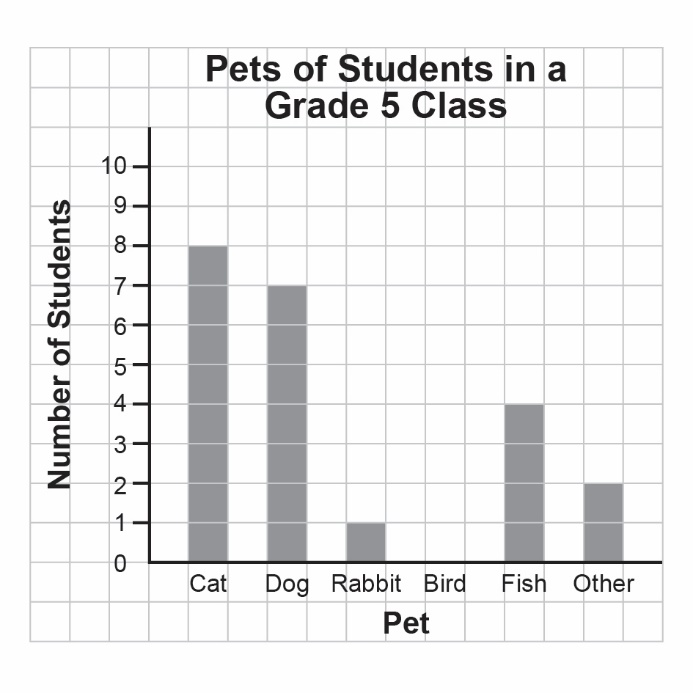 Pets of Students in a
Grade 5 Class
Number of Students
10
9
8
7
6
5
4
3
2
1
0
Cat Dog Rabbit Bird Fish Other
Pet